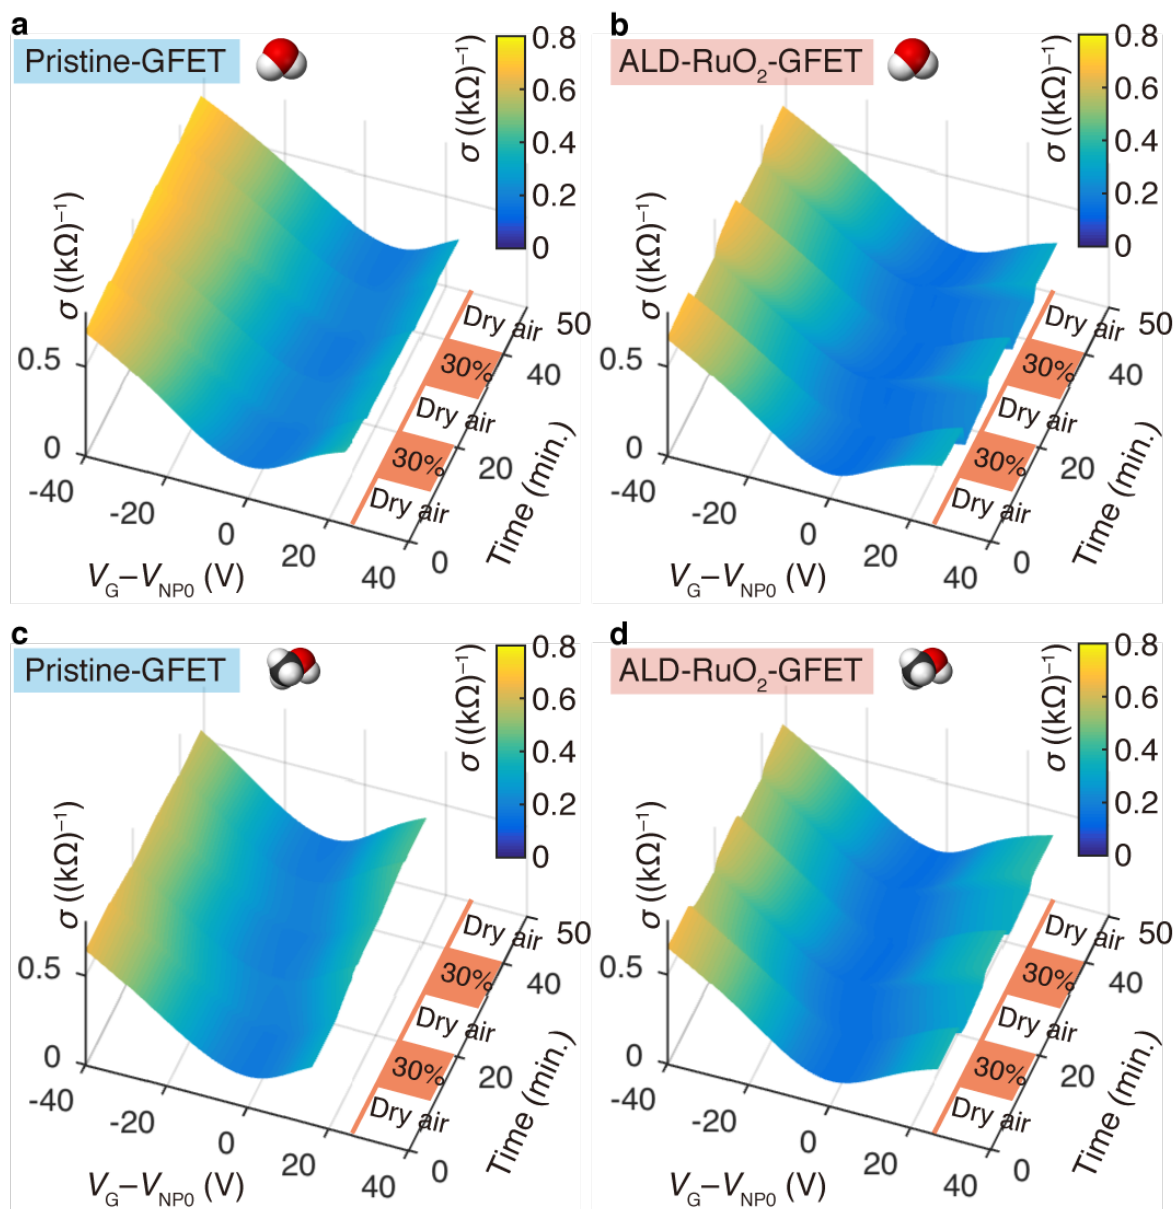 a
Pristine-GFET
σ ((kΩ)⁻¹)
0.8
0.6
0.4
0.2
0
σ ((kΩ)⁻¹)
0.5
0
-40
-20
0
20
40
V_G–V_NP0 (V)
Dry air
30%
Dry air
30%
Dry air
50
40
20
0
Time (min.)
b
ALD-RuO₂-GFET
σ ((kΩ)⁻¹)
0.8
0.6
0.4
0.2
0
σ ((kΩ)⁻¹)
0.5
0
-40
-20
0
20
40
V_G–V_NP0 (V)
Dry air
30%
Dry air
30%
Dry air
50
40
20
0
Time (min.)
c
Pristine-GFET
σ ((kΩ)⁻¹)
0.8
0.6
0.4
0.2
0
σ ((kΩ)⁻¹)
0.5
0
-40
-20
0
20
40
V_G–V_NP0 (V)
Dry air
30%
Dry air
30%
Dry air
50
40
20
0
Time (min.)
d
ALD-RuO₂-GFET
σ ((kΩ)⁻¹)
0.8
0.6
0.4
0.2
0
σ ((kΩ)⁻¹)
0.5
0
-40
-20
0
20
40
V_G–V_NP0 (V)
Dry air
30%
Dry air
30%
Dry air
50
40
20
0
Time (min.)